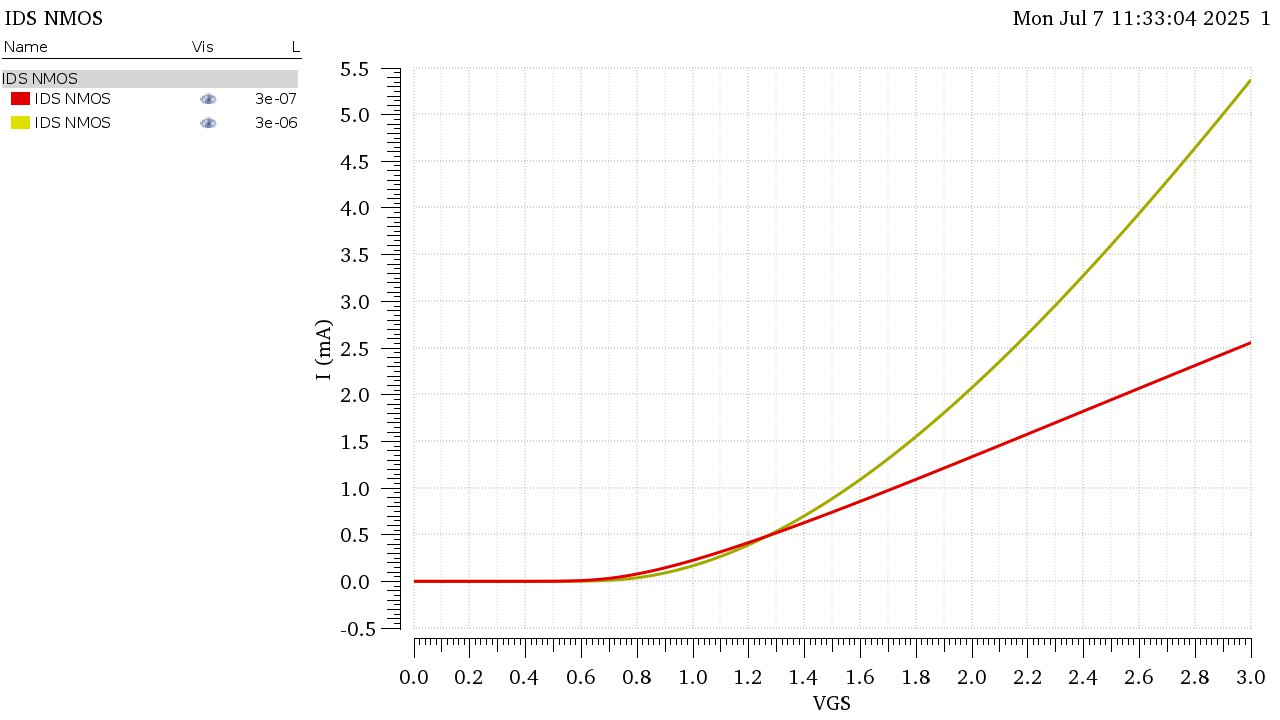 IDS NMOS
Mon Jul 7 11:33:04 2025 1
Name Vis L
IDS NMOS
IDS NMOS 3e-07
IDS NMOS 3e-06
5.5
5.0
4.5
4.0
3.5
3.0
2.5
2.0
1.5
1.0
0.5
0.0
-0.5
I (mA)
0.0 0.2 0.4 0.6 0.8 1.0 1.2 1.4 1.6 1.8 2.0 2.2 2.4 2.6 2.8 3.0
VGS